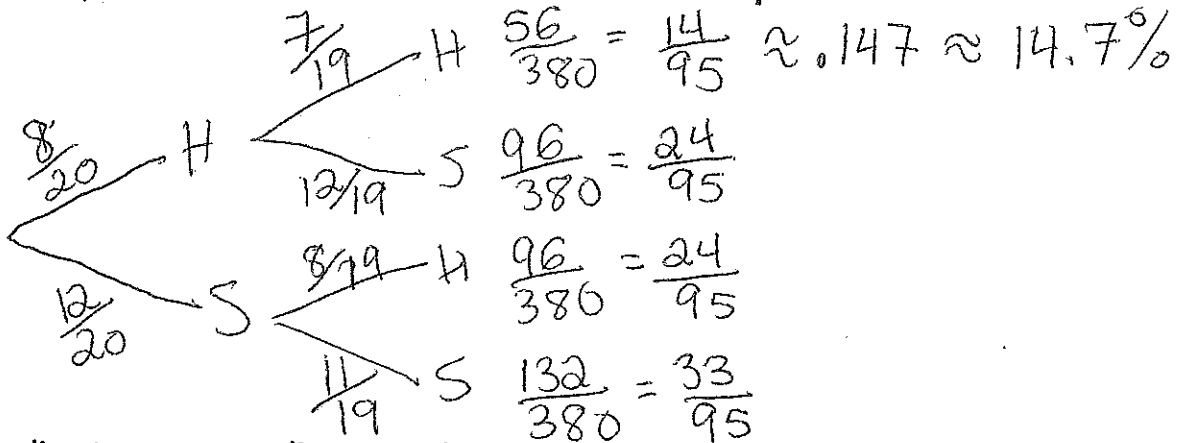 7/19 H 56/380 = 14/95 ≈ .147 ≈ 14.7%
8/20 H
12/19 S 96/380 = 24/95
8/19 H 96/380 = 24/95
12/20 S
11/19 S 132/380 = 33/95